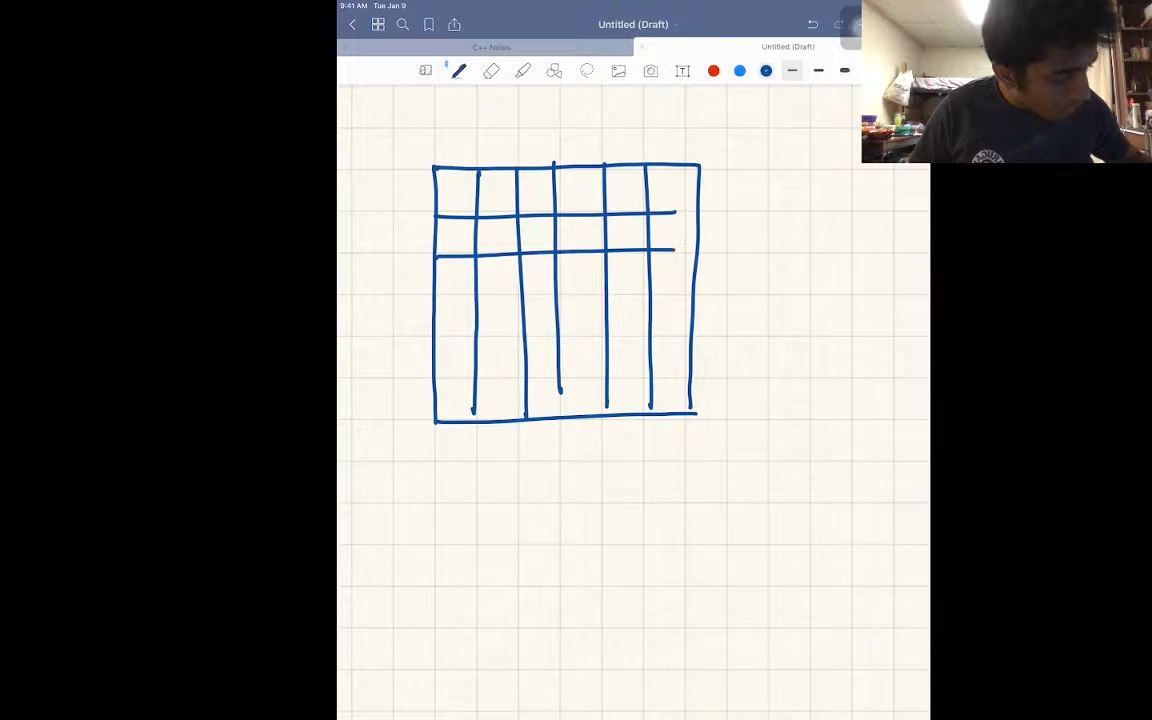 9:41 AM Tue Jan 9
Untitled (Draft)
C++ Notes
Untitled (Draft)
T